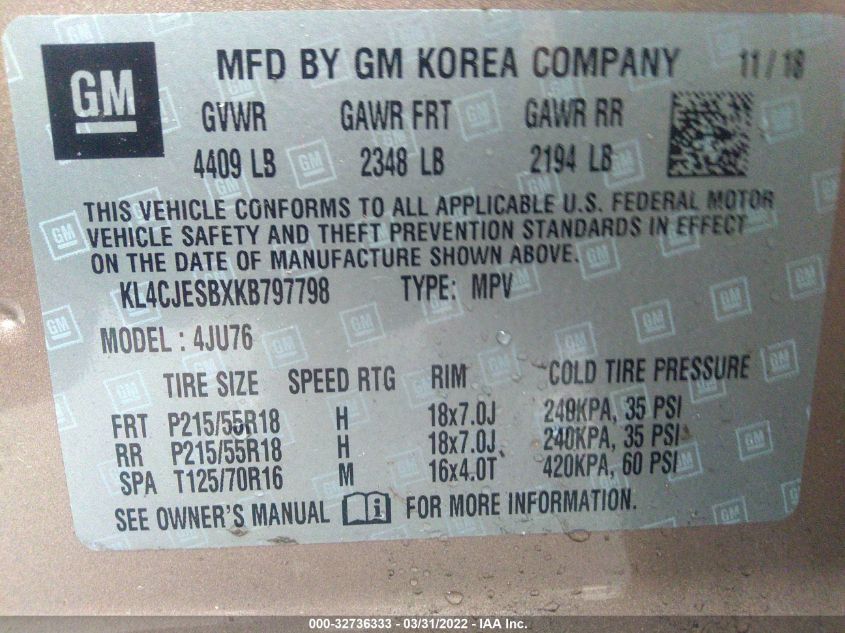 GM MFD BY GM KOREA COMPANY 11/18
GVWR GAWR FRT GAWR RR
4409 LB 2348 LB 2194 LB
THIS VEHICLE CONFORMS TO ALL APPLICABLE U.S. FEDERAL MOTOR
VEHICLE SAFETY AND THEFT PREVENTION STANDARDS IN EFFECT
ON THE DATE OF MANUFACTURE SHOWN ABOVE.
KL4CJESBXKB797798 TYPE: MPV
MODEL : 4JU76
TIRE SIZE SPEED RTG RIM COLD TIRE PRESSURE
FRT P215/55R18 H 18x7.0J 240KPA, 35 PSI
RR P215/55R18 H 18x7.0J 240KPA, 35 PSI
SPA T125/70R16 M 16x4.0T 420KPA, 60 PSI
SEE OWNER'S MANUAL FOR MORE INFORMATION.
000-32736333 - 03/31/2022 - IAA Inc.